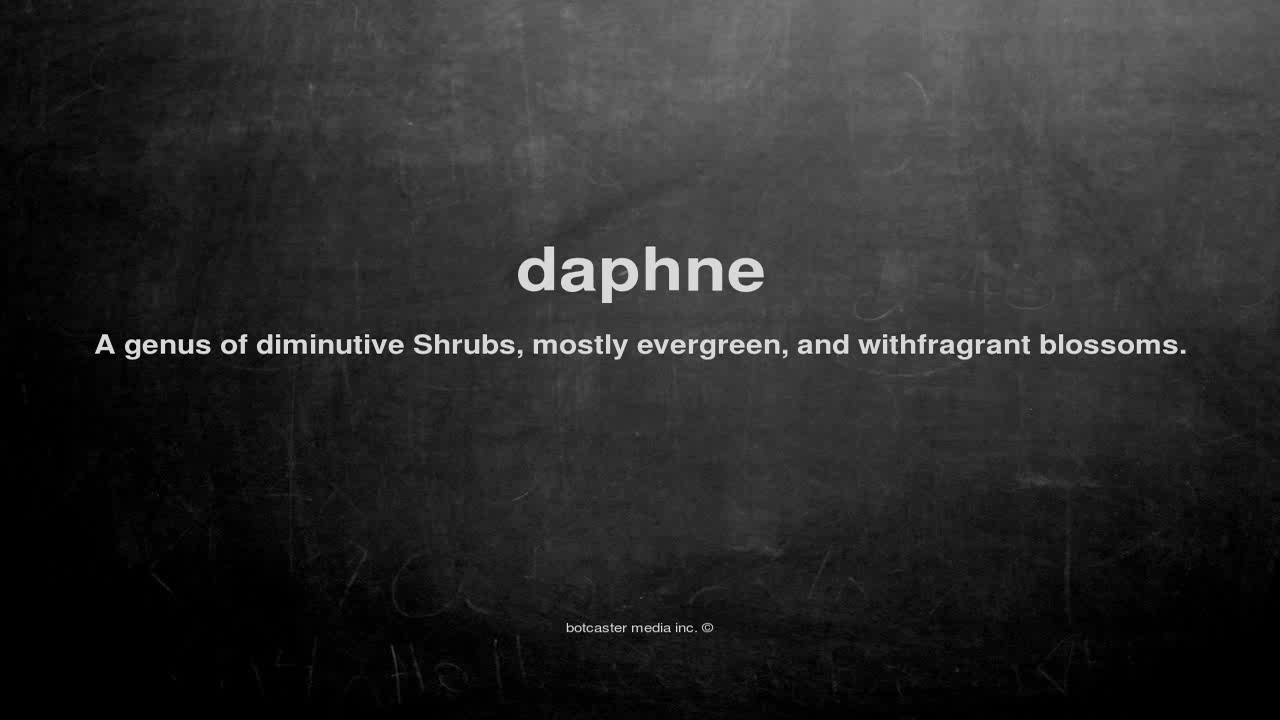 daphne
A genus of diminutive Shrubs, mostly evergreen, and withfragrant blossoms.
botcaster media inc. ©